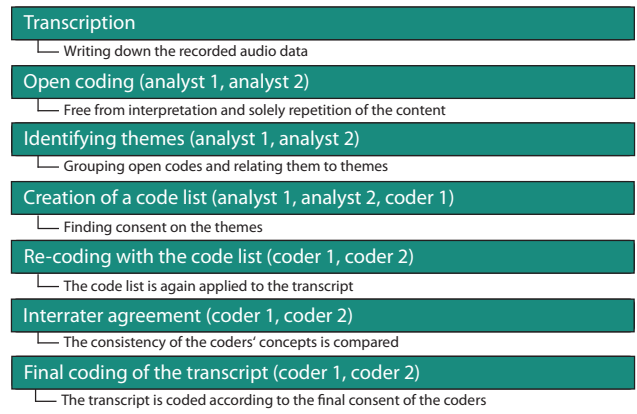 Transcription
Writing down the recorded audio data
Open coding (analyst 1, analyst 2)
Free from interpretation and solely repetition of the content
Identifying themes (analyst 1, analyst 2)
Grouping open codes and relating them to themes
Creation of a code list (analyst 1, analyst 2, coder 1)
Finding consent on the themes
Re-coding with the code list (coder 1, coder 2)
The code list is again applied to the transcript
Interrater agreement (coder 1, coder 2)
The consistency of the coders‘ concepts is compared
Final coding of the transcript (coder 1, coder 2)
The transcript is coded according to the final consent of the coders